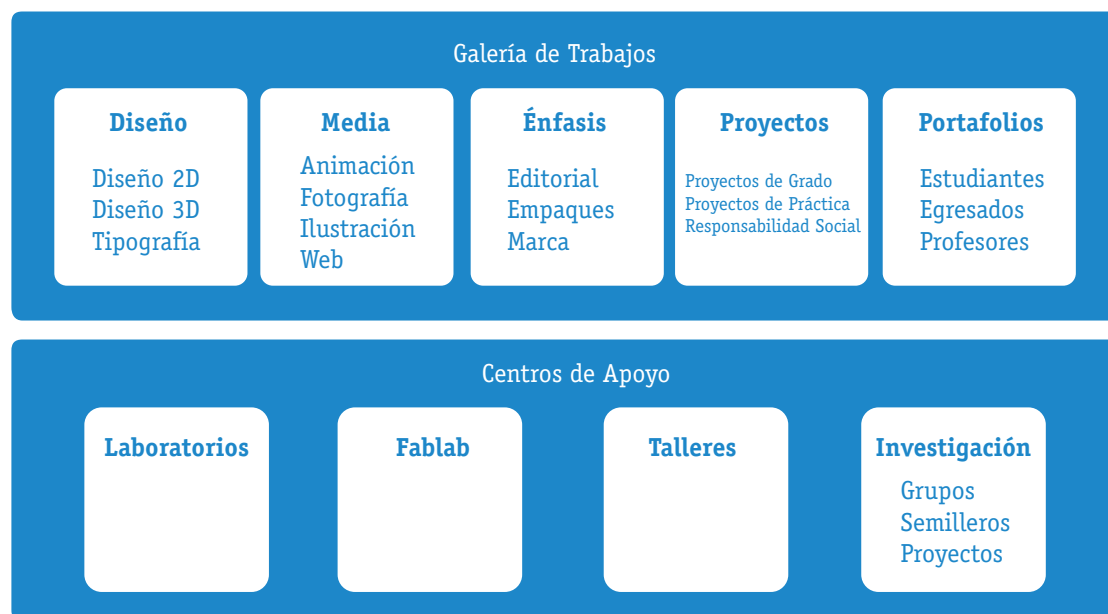 Galería de Trabajos
Diseño
Diseño 2D
Diseño 3D
Tipografía
Media
Animación
Fotografía
Ilustración
Web
Énfasis
Editorial
Empaques
Marca
Proyectos
Proyectos de Grado
Proyectos de Práctica
Responsabilidad Social
Portafolios
Estudiantes
Egresados
Profesores
Centros de Apoyo
Laboratorios
Fablab
Talleres
Investigación
Grupos
Semilleros
Proyectos